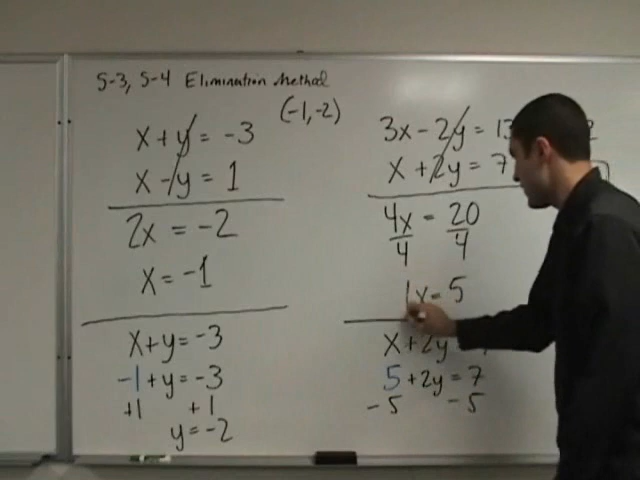 5-3, 5-4 Elimination Method
(-1,-2)
x + y = -3
x - y = 1
2x = -2
x = -1
x + y = -3
-1 + y = -3
+1 +1
y = -2
3x - 2y = 13
x + 2y = 7
4x = 20
4 4
1x = 5
x + 2y
5 + 2y = 7
-5 -5